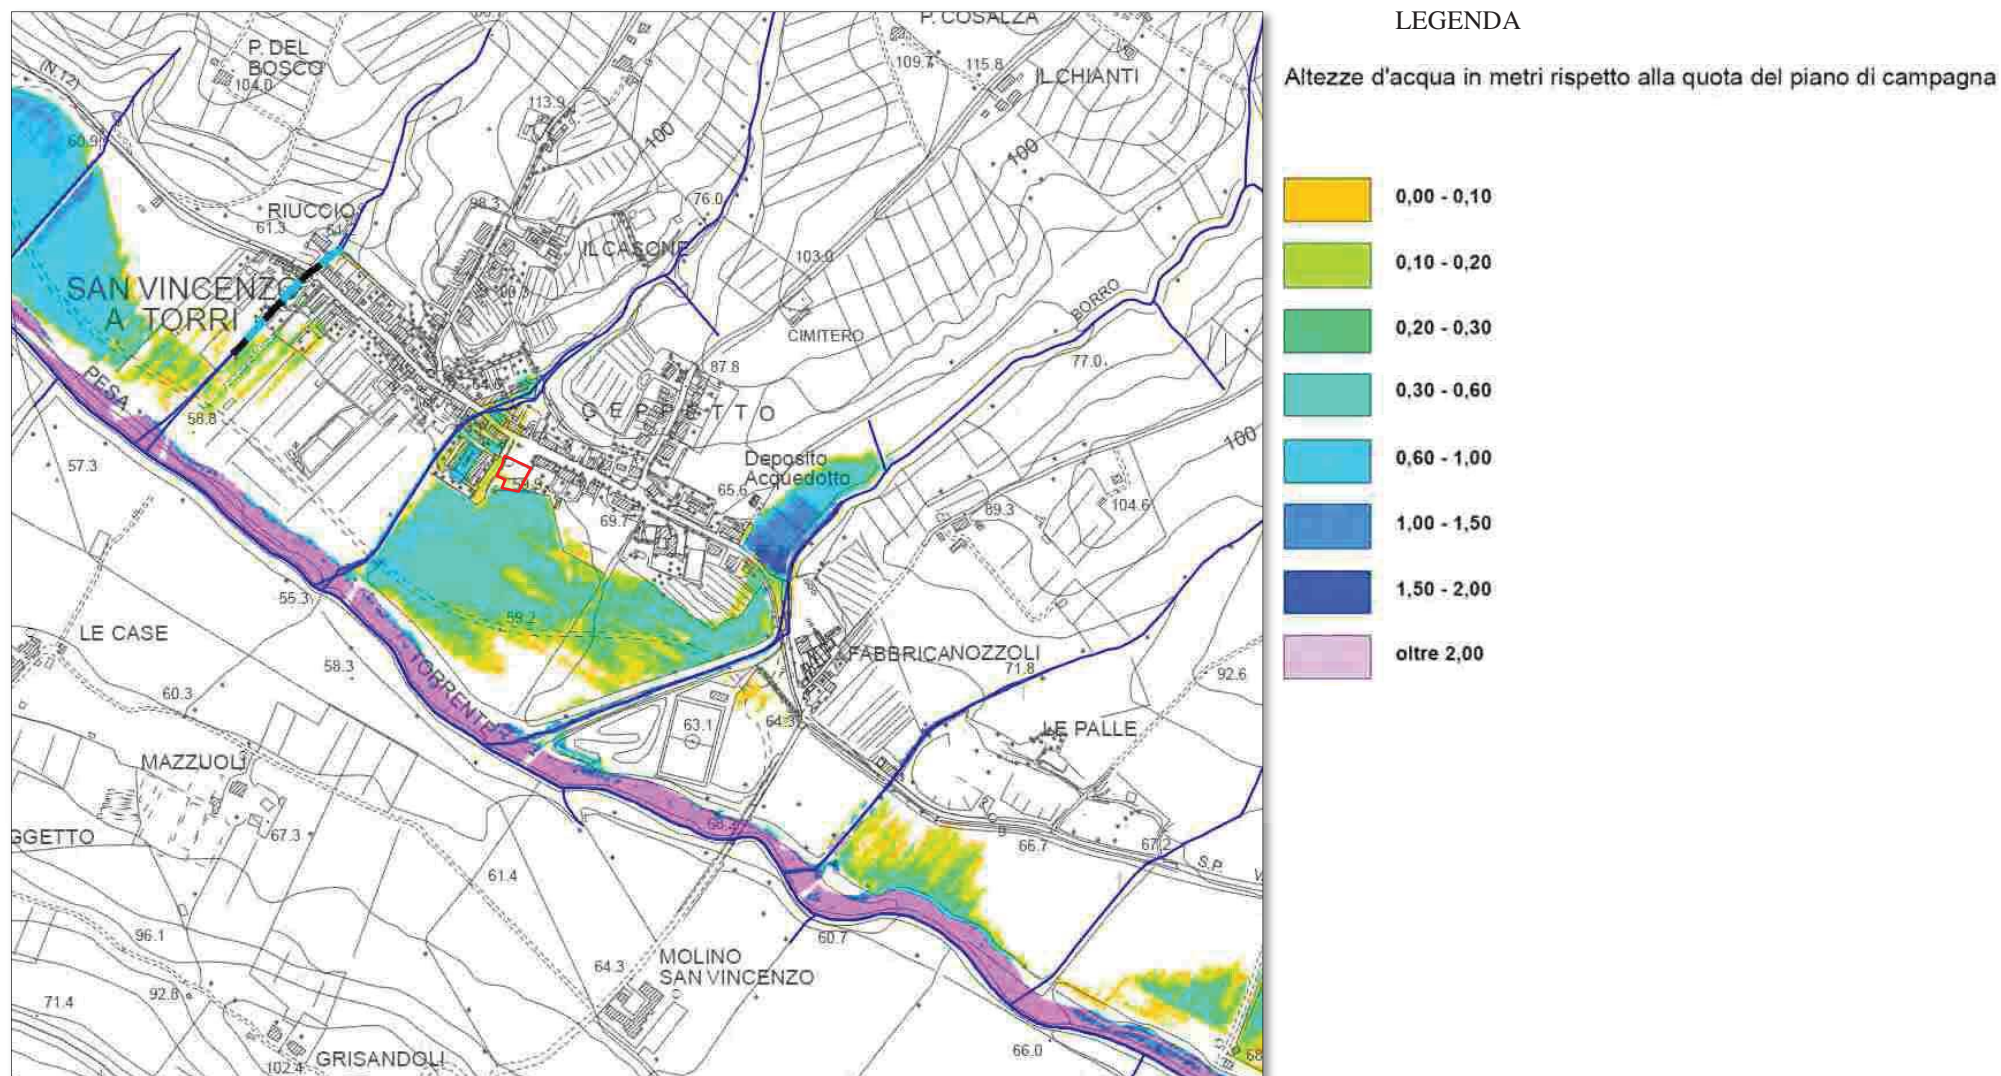 P. COSALZA
P. DEL
BOSCO
104.0
(N.12)
109.7
115.8
IL CHIANTI
113.9
100
100
60.9
RIUCCIO
61.3
98.3
76.0
IL CASONE
103.0
SAN VINCENZO
A TORRI
BORRO
CIMITERO
77.0
87.8
PESA
GEPPETTO
58.8
100
57.3
Deposito
Acquedotto
65.6
69.7
89.3
104.6
55.3
59.2
LE CASE
58.3
TORRENTE
FABBRICA NOZZOLI
71.8
92.6
60.3
63.1
64.3
LE PALLE
MAZZUOLI
GGETTO
67.3
66.7
67.2
S.P.
61.4
96.1
60.7
64.3
MOLINO
SAN VINCENZO
71.4
92.8
66.0
GRISANDOLI
102.4
68
LEGENDA
Altezze d'acqua in metri rispetto alla quota del piano di campagna
0,00 - 0,10
0,10 - 0,20
0,20 - 0,30
0,30 - 0,60
0,60 - 1,00
1,00 - 1,50
1,50 - 2,00
oltre 2,00